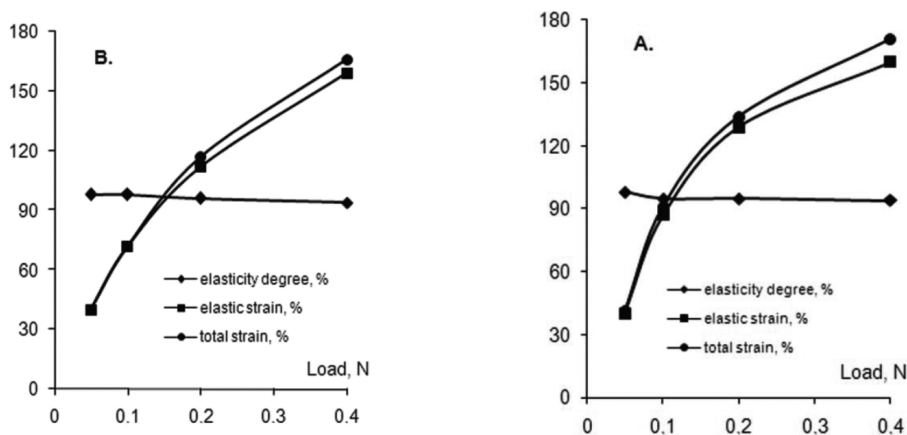 B.
180
150
120
90
60
30
0
elasticity degree, %
elastic strain, %
total strain, %
Load, N
0 0.1 0.2 0.3 0.4
A.
180
150
120
90
60
30
0
elasticity degree, %
elastic strain, %
total strain, %
Load, N
0 0.1 0.2 0.3 0.4